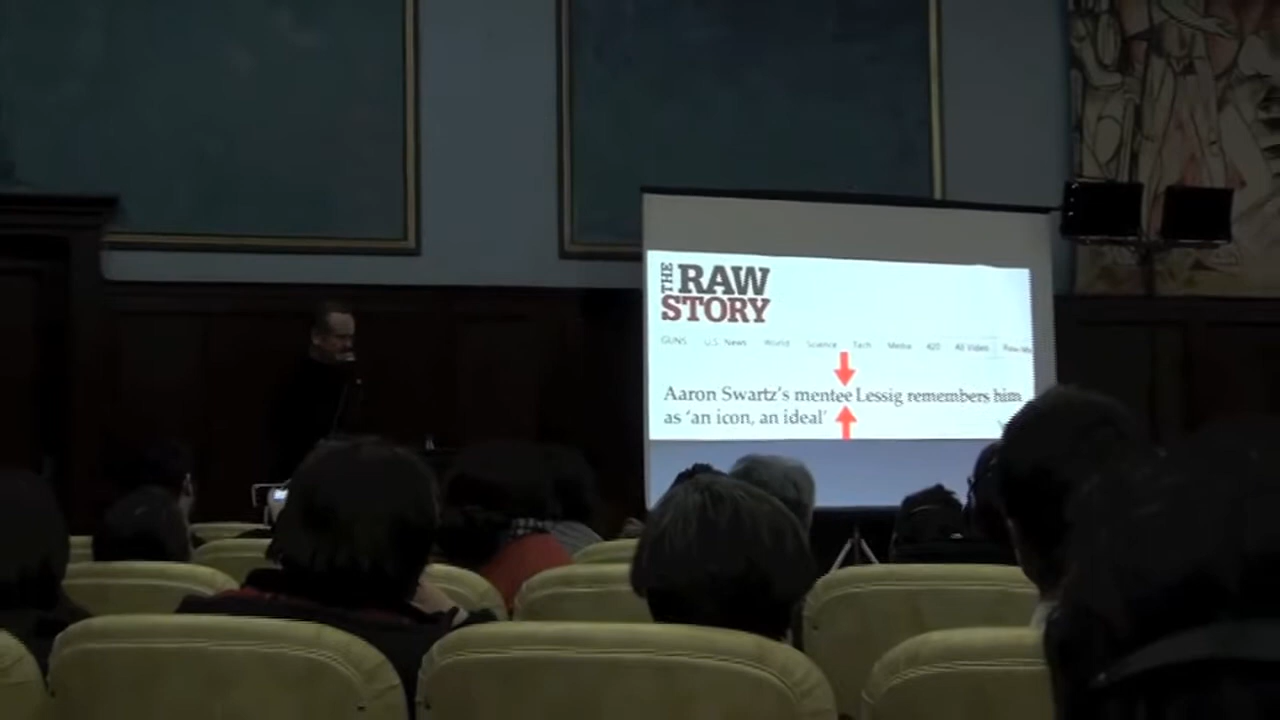 THE RAW
STORY
GUNS U.S. News World Science Tech Media 420 All Video Raw
Aaron Swartz's mentee Lessig remembers him
as 'an icon, an ideal'